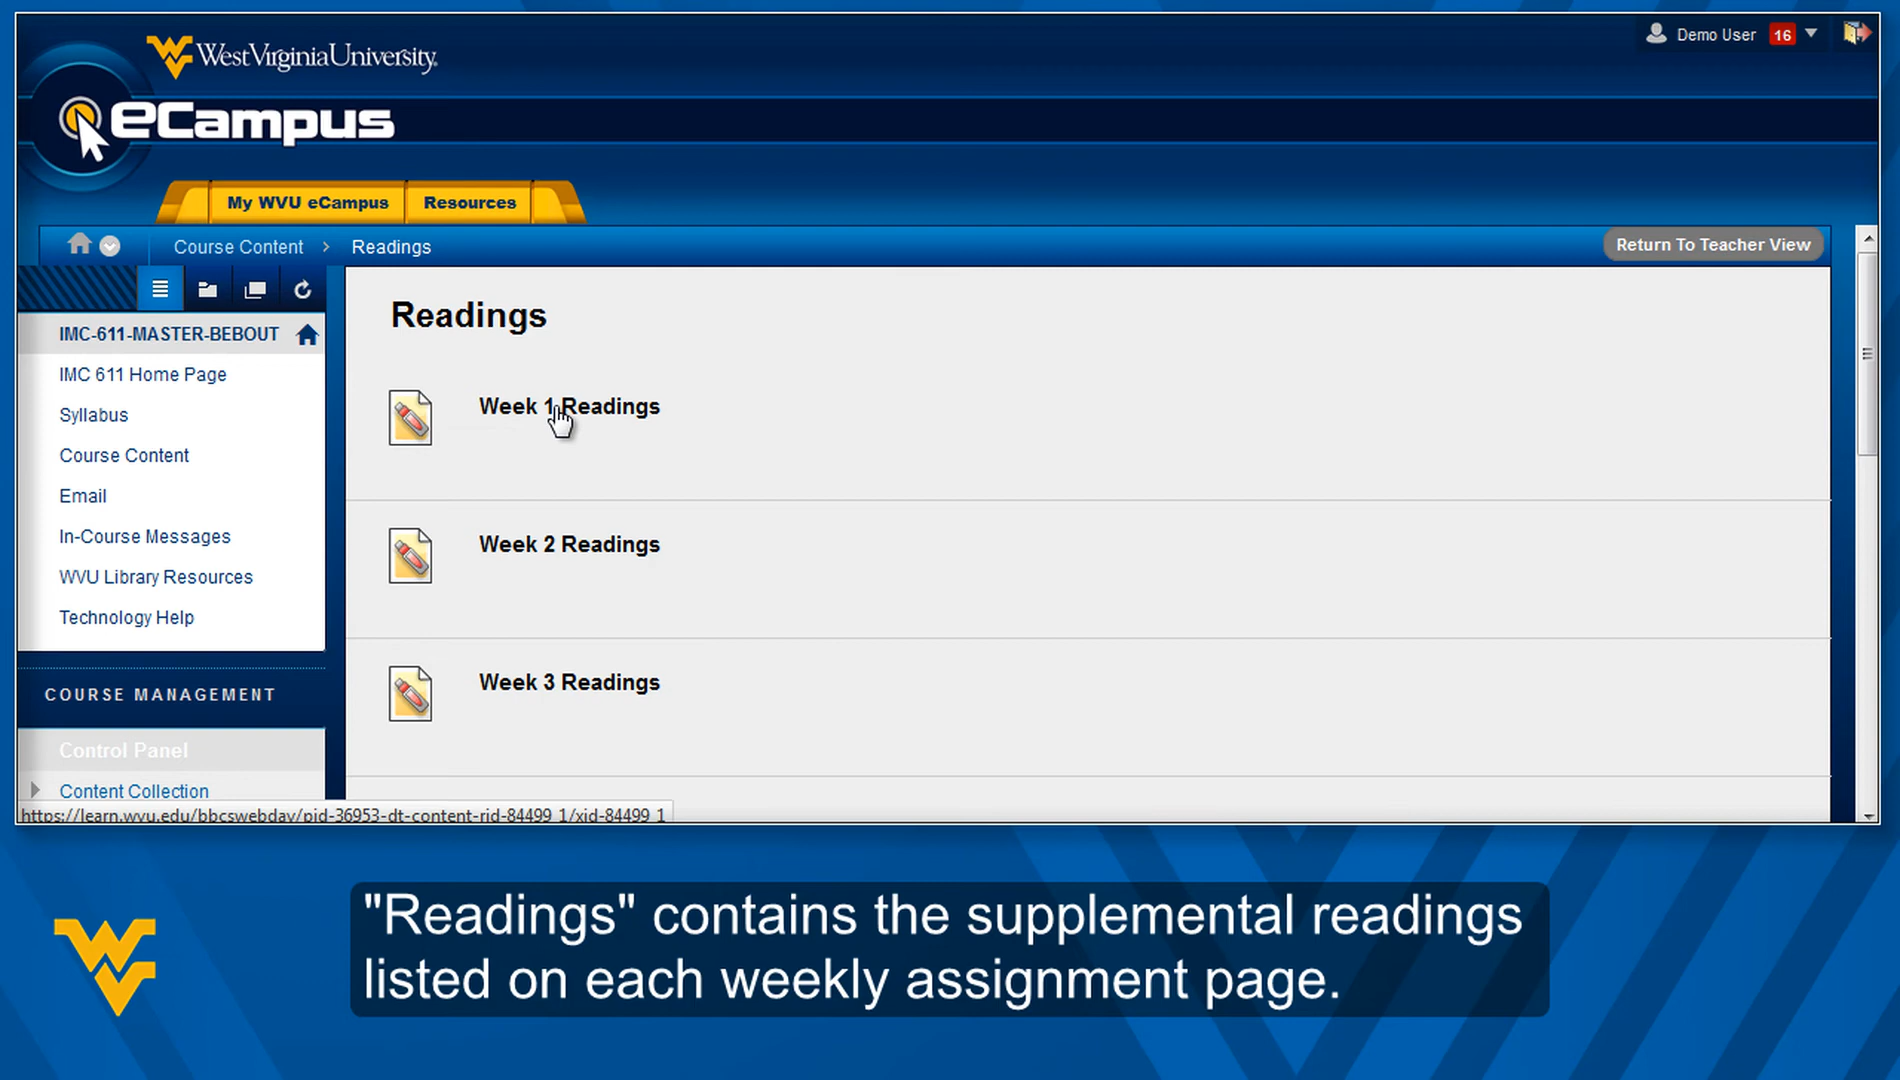 WestVirginiaUniversity
Demo User 16
eCampus
My WVU eCampus Resources
Course Content > Readings
Return To Teacher View
IMC-611-MASTER-BEBOUT
IMC 611 Home Page
Syllabus
Course Content
Email
In-Course Messages
WVU Library Resources
Technology Help
COURSE MANAGEMENT
Control Panel
Content Collection
https://learn.wvu.edu/bbcswebdav/pid-36953-dt-content-rid-84499_1/xid-84499_1
Readings
Week 1 Readings
Week 2 Readings
Week 3 Readings
"Readings" contains the supplemental readings
listed on each weekly assignment page.